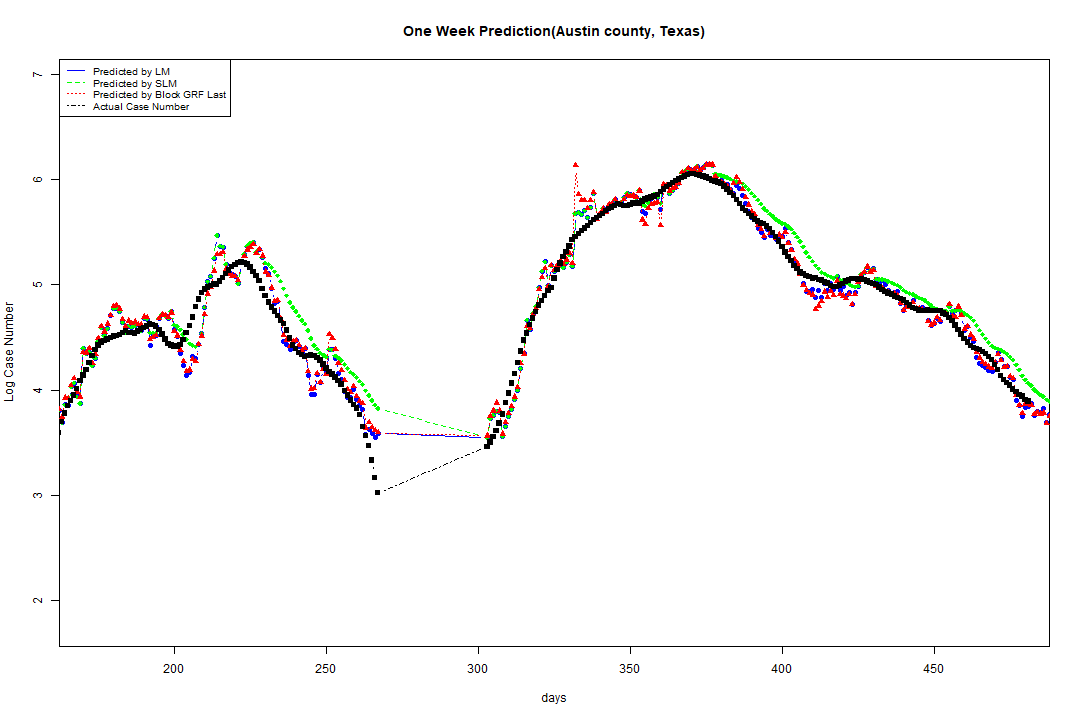 One Week Prediction(Austin county, Texas)
Predicted by LM
Predicted by SLM
Predicted by Block GRF Last
Actual Case Number
7
6
5
4
3
2
Log Case Number
200 250 300 350 400 450
days